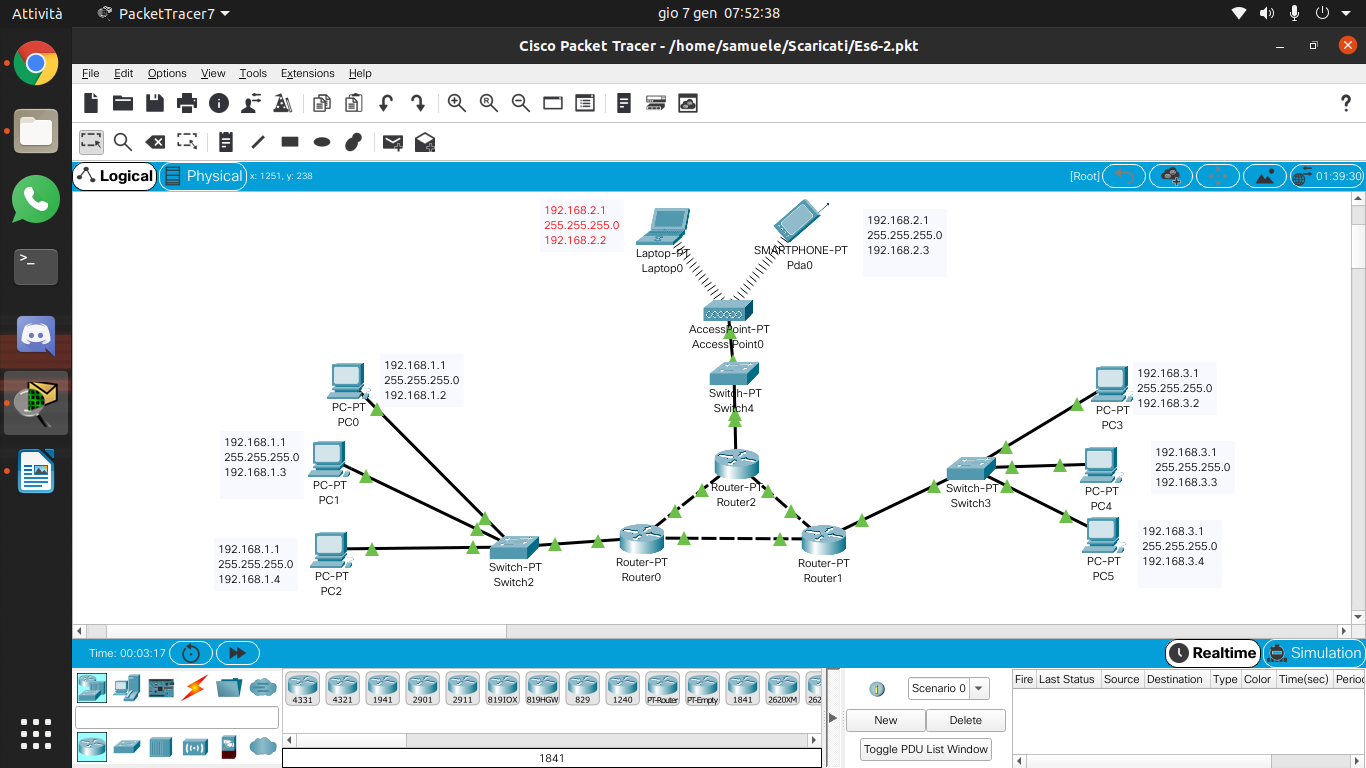 Attività
PacketTracer7
gio 7 gen 07:52:38
Cisco Packet Tracer - /home/samuele/Scaricati/Es6-2.pkt
File Edit Options View Tools Extensions Help
Logical
Physical
x: 1251, y: 238
[Root]
01:39:30
192.168.2.1
255.255.255.0
192.168.2.2
Laptop-PT
Laptop0
SMARTPHONE-PT
Pda0
192.168.2.1
255.255.255.0
192.168.2.3
AccessPoint-PT
Access Point0
Switch-PT
Switch4
192.168.1.1
255.255.255.0
192.168.1.2
PC-PT
PC0
192.168.1.1
255.255.255.0
192.168.1.3
PC-PT
PC1
192.168.1.1
255.255.255.0
192.168.1.4
PC-PT
PC2
Switch-PT
Switch2
Router-PT
Router0
Router-PT
Router2
Router-PT
Router1
Switch-PT
Switch3
PC-PT
PC3
192.168.3.1
255.255.255.0
192.168.3.2
PC-PT
PC4
192.168.3.1
255.255.255.0
192.168.3.3
PC-PT
PC5
192.168.3.1
255.255.255.0
192.168.3.4
Time: 00:03:17
Realtime
Simulation
4331 4321 1941 2901 2911 819IOX 819HGW 829 1240 PT-Router PT-Empty 1841 2620XM 262
1841
Scenario 0
New
Delete
Toggle PDU List Window
Fire Last Status Source Destination Type Color Time(sec) Perio